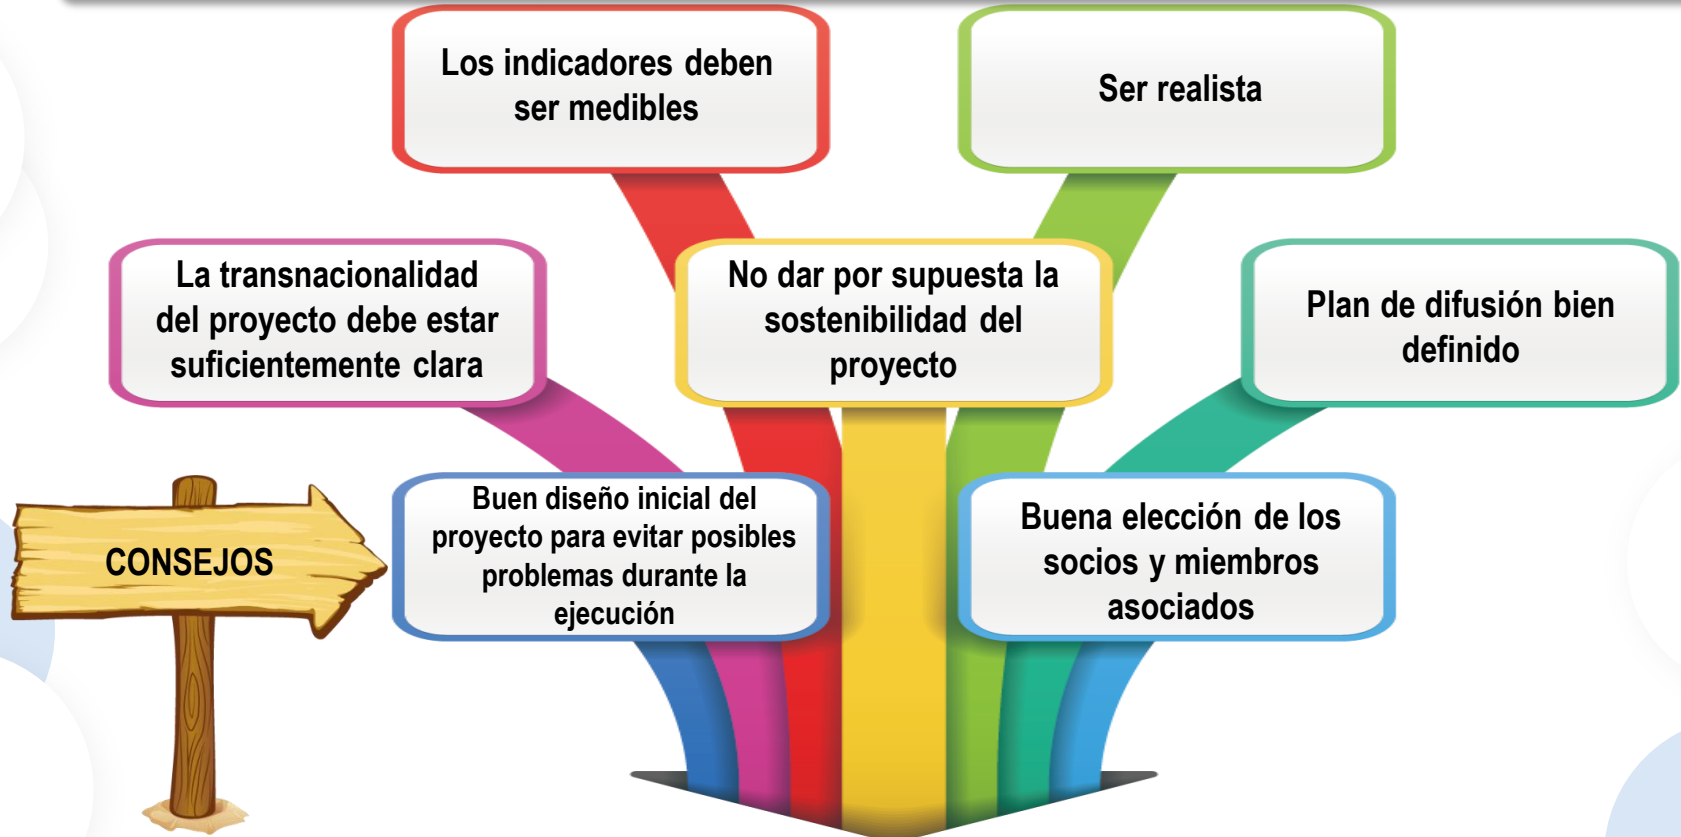 Los indicadores deben
ser medibles
Ser realista
La transnacionalidad
del proyecto debe estar
suficientemente clara
No dar por supuesta la
sostenibilidad del
proyecto
Plan de difusión bien
definido
CONSEJOS
Buen diseño inicial del
proyecto para evitar posibles
problemas durante la
ejecución
Buena elección de los
socios y miembros
asociados